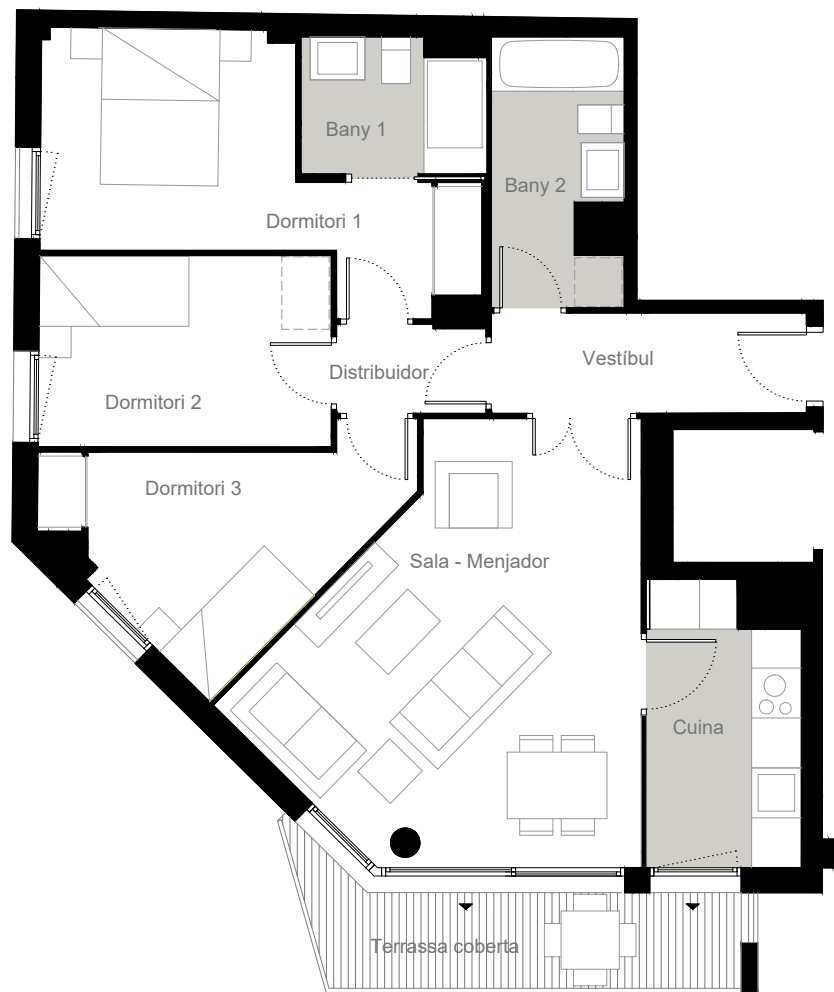 Bany 1
Bany 2
Dormitori 1
Vestíbul
Distribuidor
Dormitori 2
Dormitori 3
Sala - Menjador
Cuina
Terrassa coberta